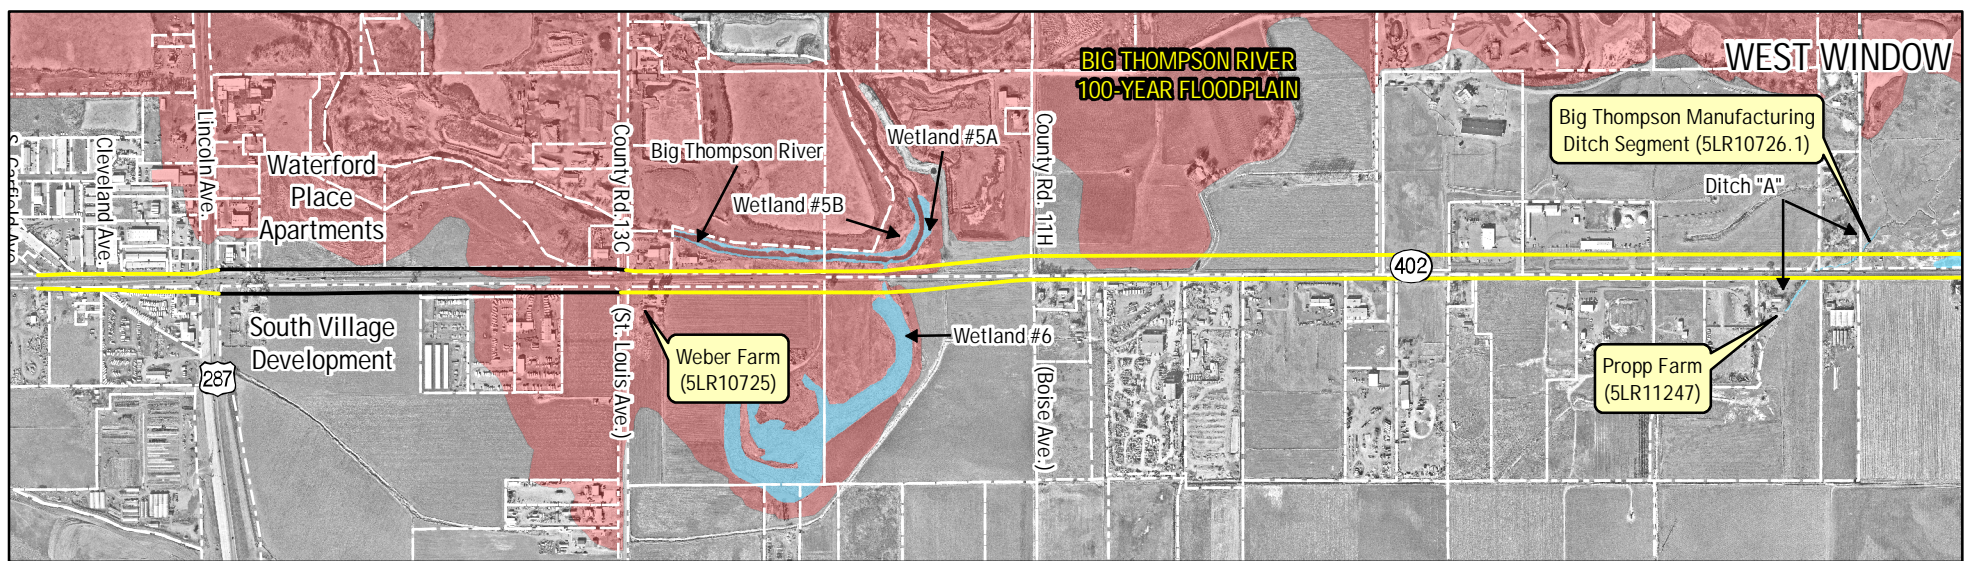 WEST WINDOW
BIG THOMPSON RIVER
100-YEAR FLOODPLAIN
Big Thompson Manufacturing
Ditch Segment (5LR10726.1)
Ditch "A"
Lincoln Ave.
Cleveland Ave.
S. Garfield Ave.
Waterford
Place
Apartments
County Rd. 13C
(St. Louis Ave.)
Big Thompson River
Wetland #5A
Wetland #5B
County Rd. 11H
(Boise Ave.)
402
South Village
Development
287
Weber Farm
(5LR10725)
Wetland #6
Propp Farm
(5LR11247)